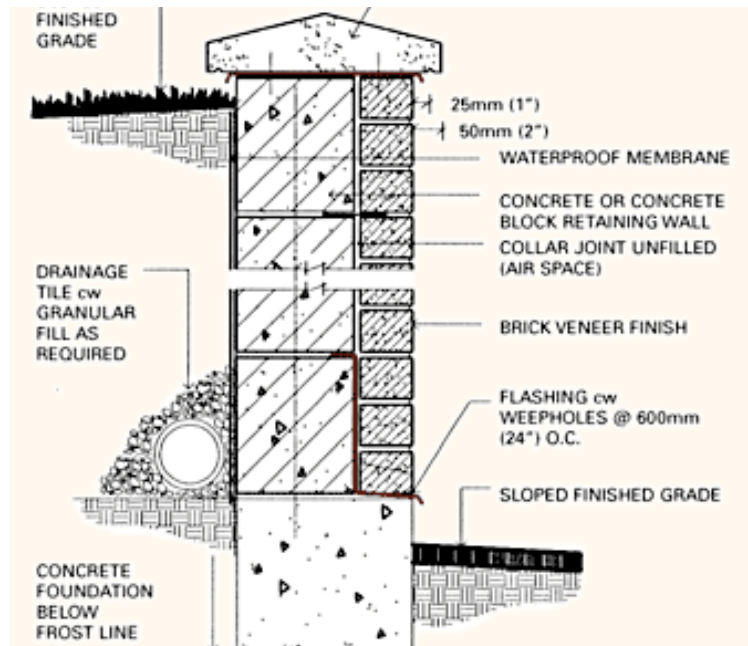 FINISHED
GRADE
25mm (1")
50mm (2")
WATERPROOF MEMBRANE
CONCRETE OR CONCRETE
BLOCK RETAINING WALL
COLLAR JOINT UNFILLED
(AIR SPACE)
DRAINAGE
TILE cw
GRANULAR
FILL AS
REQUIRED
BRICK VENEER FINISH
FLASHING cw
WEEPHOLES @ 600mm
(24") O.C.
SLOPED FINISHED GRADE
CONCRETE
FOUNDATION
BELOW
FROST LINE